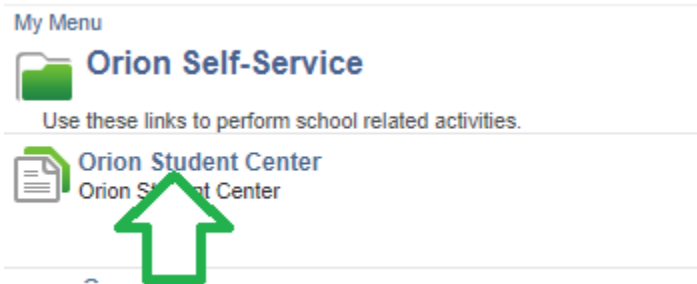 My Menu
Orion Self-Service
Use these links to perform school related activities.
Orion Student Center
Orion Center